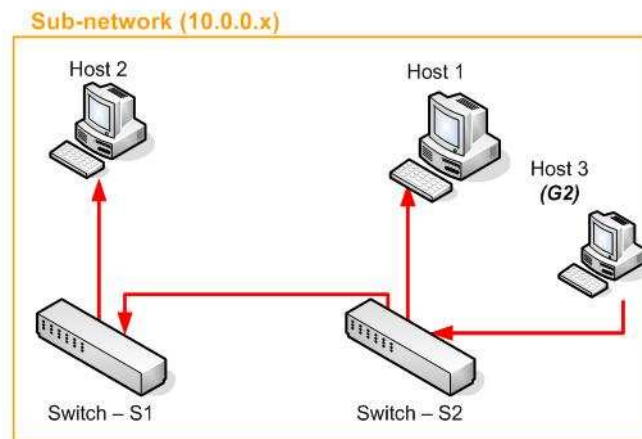 Sub-network (10.0.0.x)
Host 2
Host 1
Host 3
(G2)
Switch – S1
Switch – S2